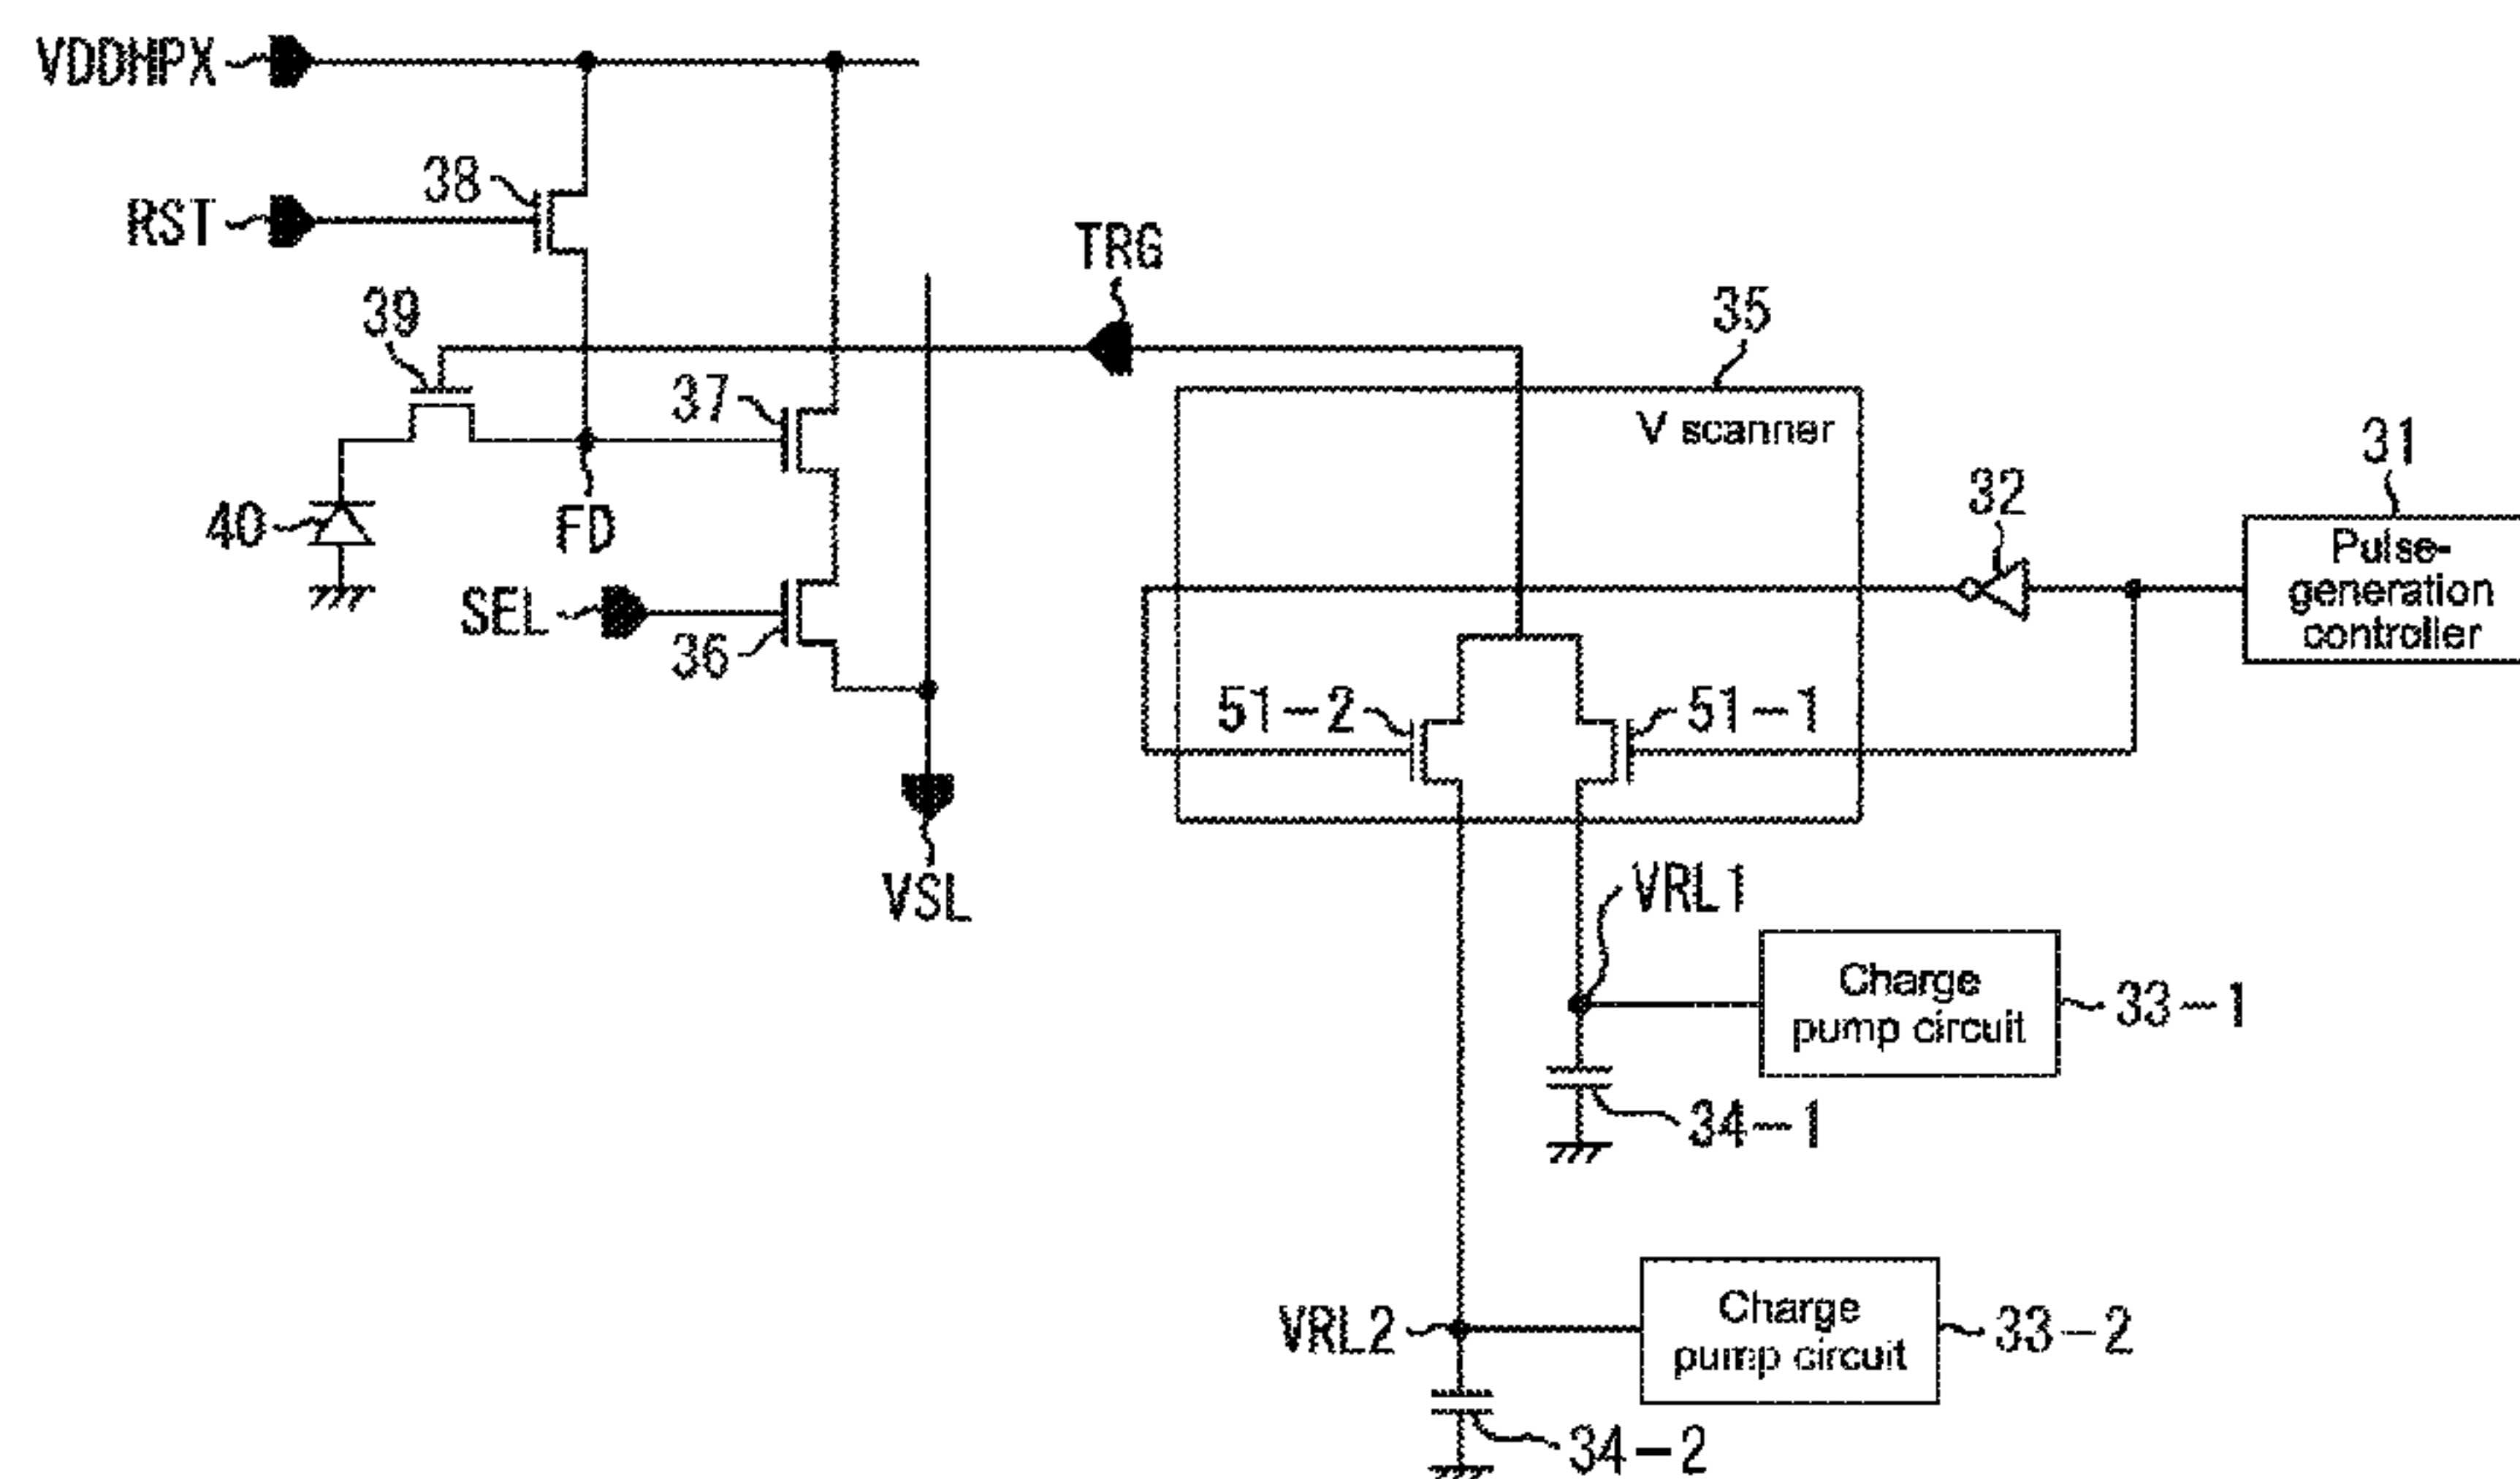 VDDHPX
38
RST
TRG
39
35
37
V scanner
31
32
40
FD
Pulse-
generation
controller
SEL
36
51-2
51-1
VSL
VRL1
Charge
pump circuit
33-1
34-1
VRL2
Charge
pump circuit
33-2
34-2